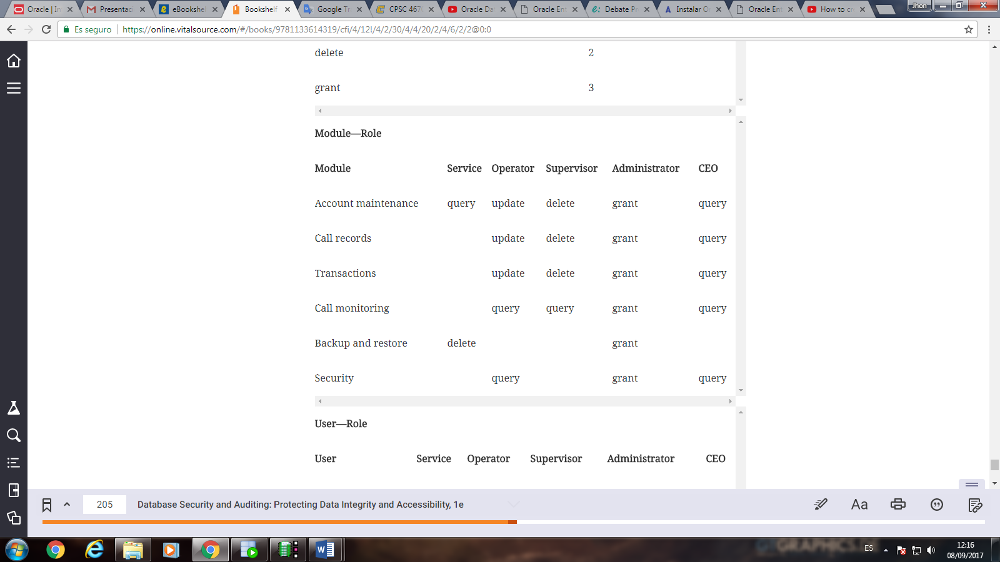 Oracle | In
Presentaci
eBookshel
Bookshelf
Google Tr
CPSC 467
Oracle Da
Oracle Ent
Debate Pr
Instalar Or
Oracle Ent
How to cr
Jhon
Es seguro
https://online.vitalsource.com/#/books/9781133614319/cfi/4/12!/4/2/30/4/4/20/2/4/6/2/2@0:0
delete 2
grant 3
Module—Role
Module Service Operator Supervisor Administrator CEO
Account maintenance query update delete grant query
Call records update delete grant query
Transactions update delete grant query
Call monitoring query query grant query
Backup and restore delete grant
Security query grant query
User—Role
User Service Operator Supervisor Administrator CEO
205 Database Security and Auditing: Protecting Data Integrity and Accessibility, 1e
Aa
ES
12:16
08/09/2017